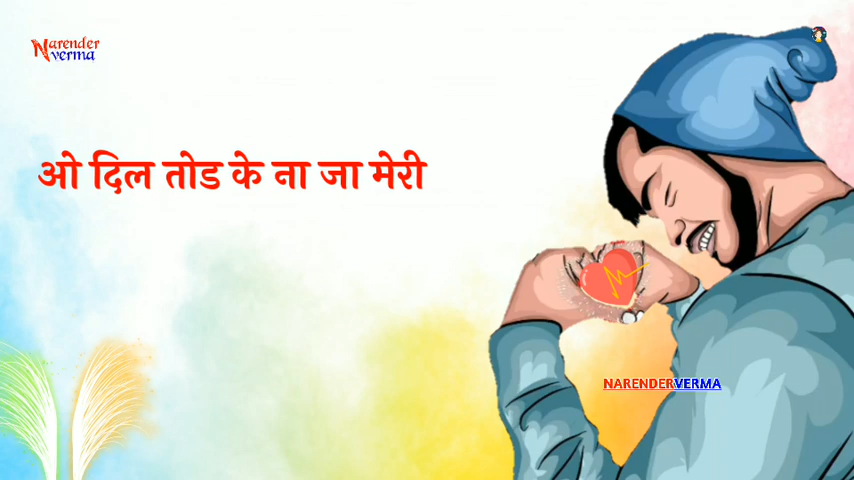 Narender
verma
ओ दिल तोड के ना जा मेरी
NARENDERVERMA